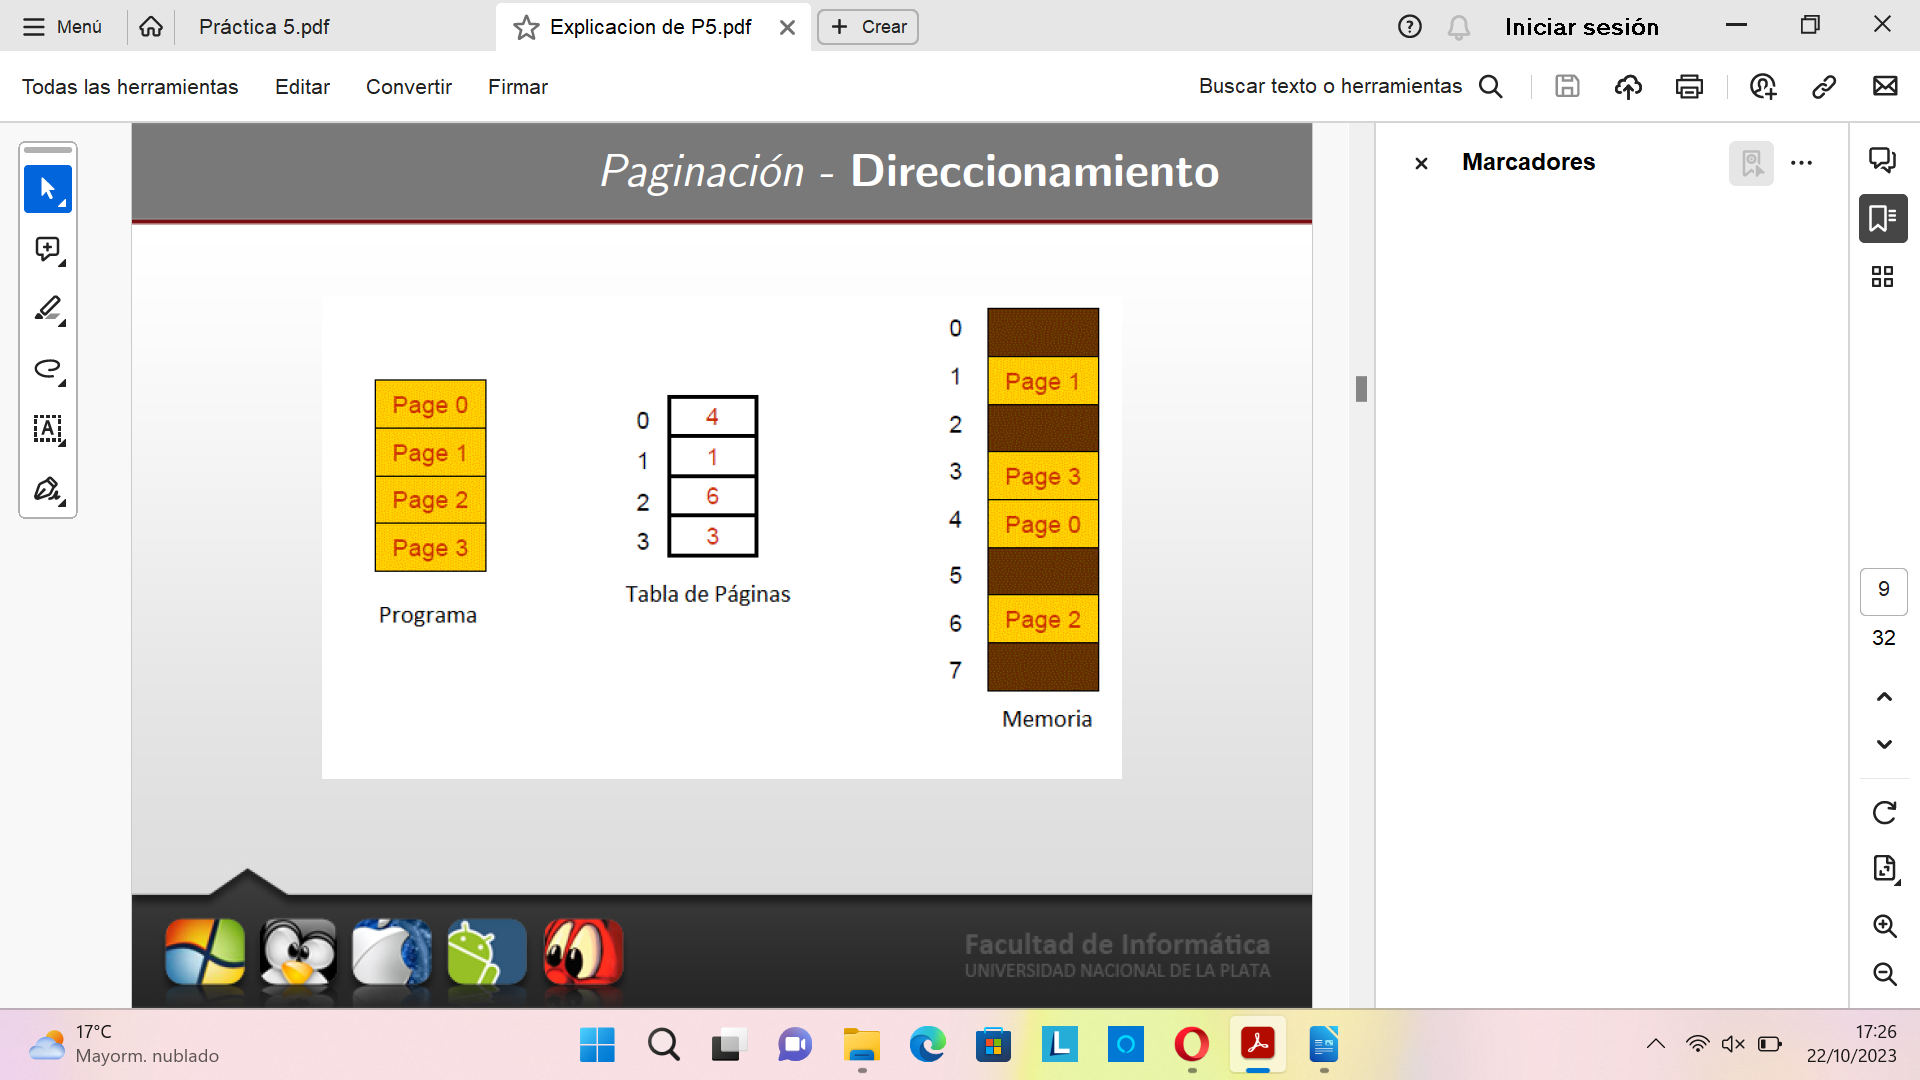 Menú
Práctica 5.pdf
Explicacion de P5.pdf
Crear
Iniciar sesión
Todas las herramientas
Editar
Convertir
Firmar
Buscar texto o herramientas
Paginación - Direccionamiento
Marcadores
Page 0
Page 1
Page 2
Page 3
Programa
0 4
1 1
2 6
3 3
Tabla de Páginas
0
1 Page 1
2
3 Page 3
4 Page 0
5
6 Page 2
7
Memoria
9
32
Facultad de Informática
UNIVERSIDAD NACIONAL DE LA PLATA
17°C
Mayorm. nublado
L
17:26
22/10/2023